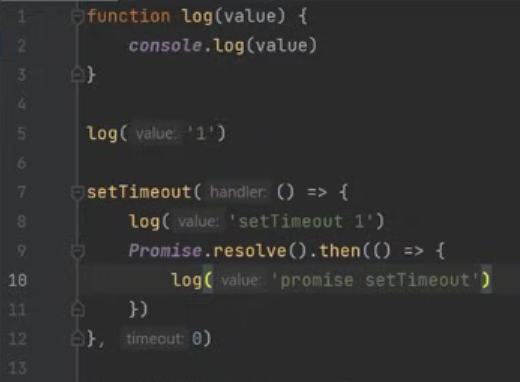 1 function log(value) {
2 console.log(value)
3 }
4
5 log( value: '1')
6
7 setTimeout( handler: () => {
8 log( value: 'setTimeout 1')
9 Promise.resolve().then(() => {
10 log( value: 'promise setTimeout')
11 })
12 }, timeout: 0)
13